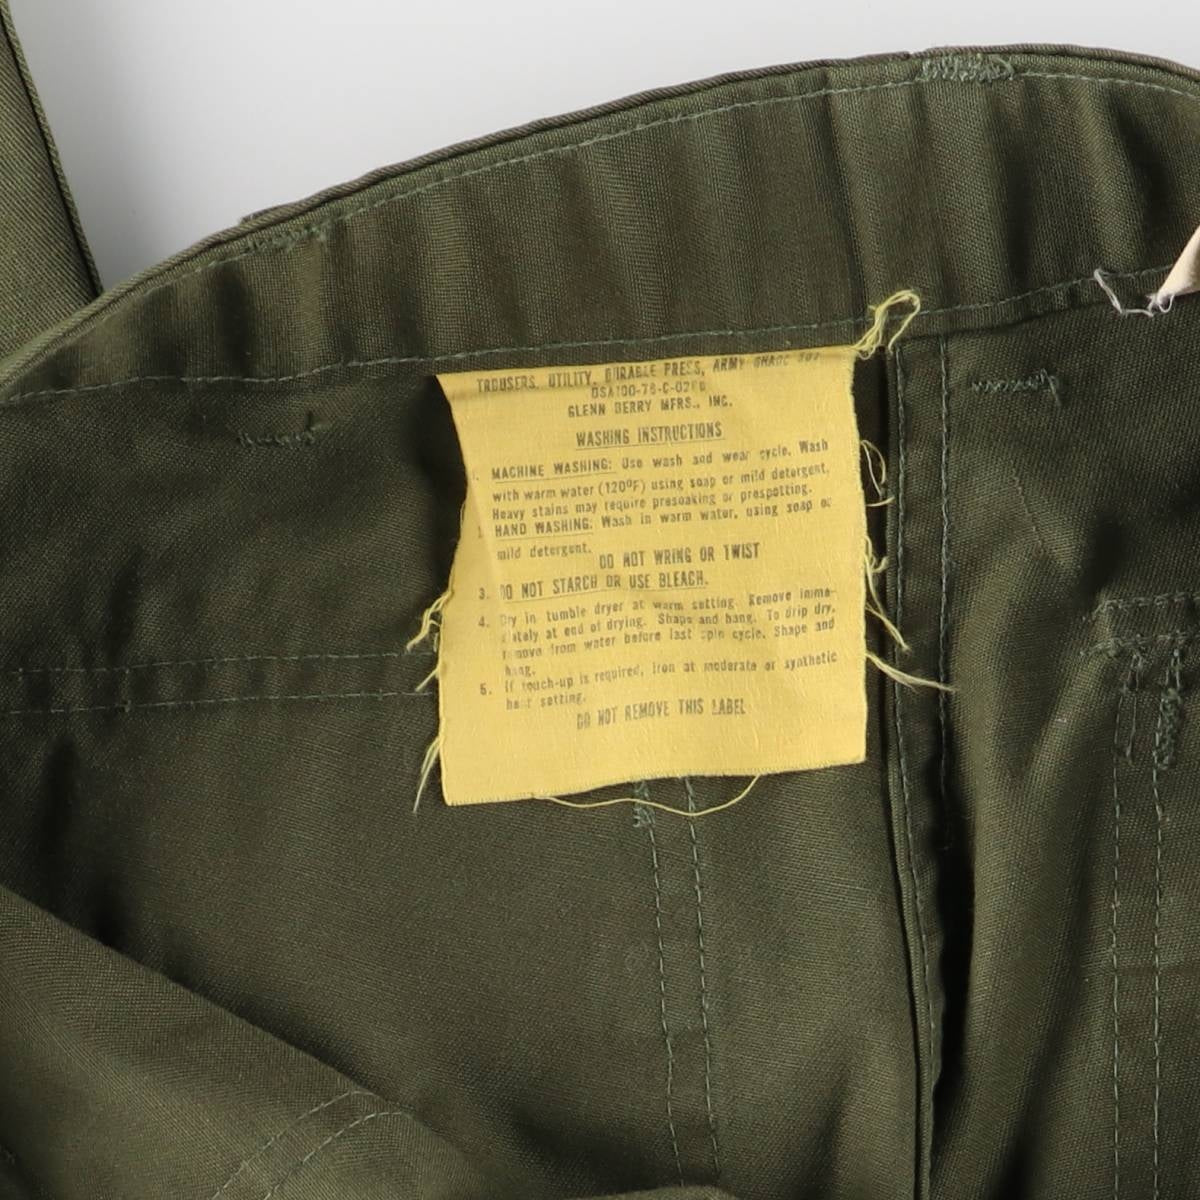 TROUSERS, UTILITY, DURABLE PRESS, ARMY SHADE 507
GLENN BERRY MFRS., INC.
WASHING INSTRUCTIONS
MACHINE WASHING: Use wash and wear cycle. Wash
with warm water (120°F) using soap or mild detergent.
Heavy stains may require presoaking or prespotting.
HAND WASHING: Wash in warm water, using soap or
mild detergent.
DO NOT WRING OR TWIST
3. DO NOT STARCH OR USE BLEACH.
4. Dry in tumble dryer at warm setting. Remove imme-
diately at end of drying. Shape and hang. To drip dry,
remove from water before last spin cycle. Shape and
hang.
5. If touch-up is required, iron at moderate or synthetic
heat setting.
DO NOT REMOVE THIS LABEL